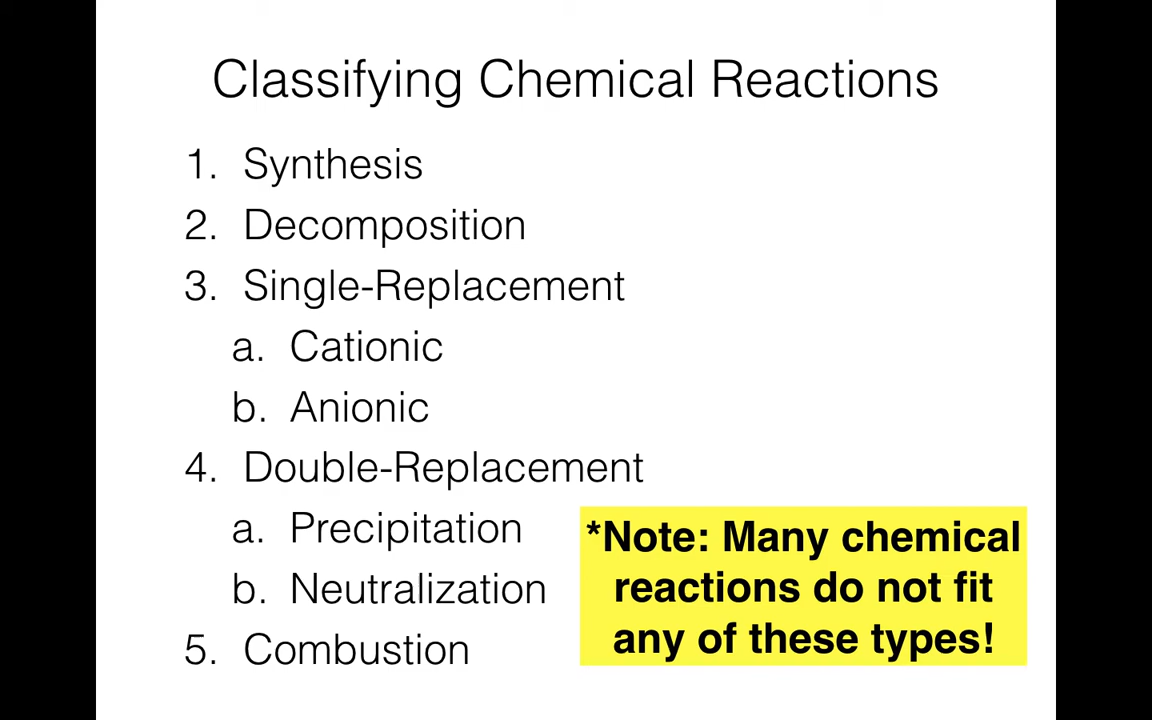 Classifying Chemical Reactions
1. Synthesis
2. Decomposition
3. Single-Replacement
a. Cationic
b. Anionic
4. Double-Replacement
a. Precipitation
b. Neutralization
5. Combustion
*Note: Many chemical
reactions do not fit
any of these types!